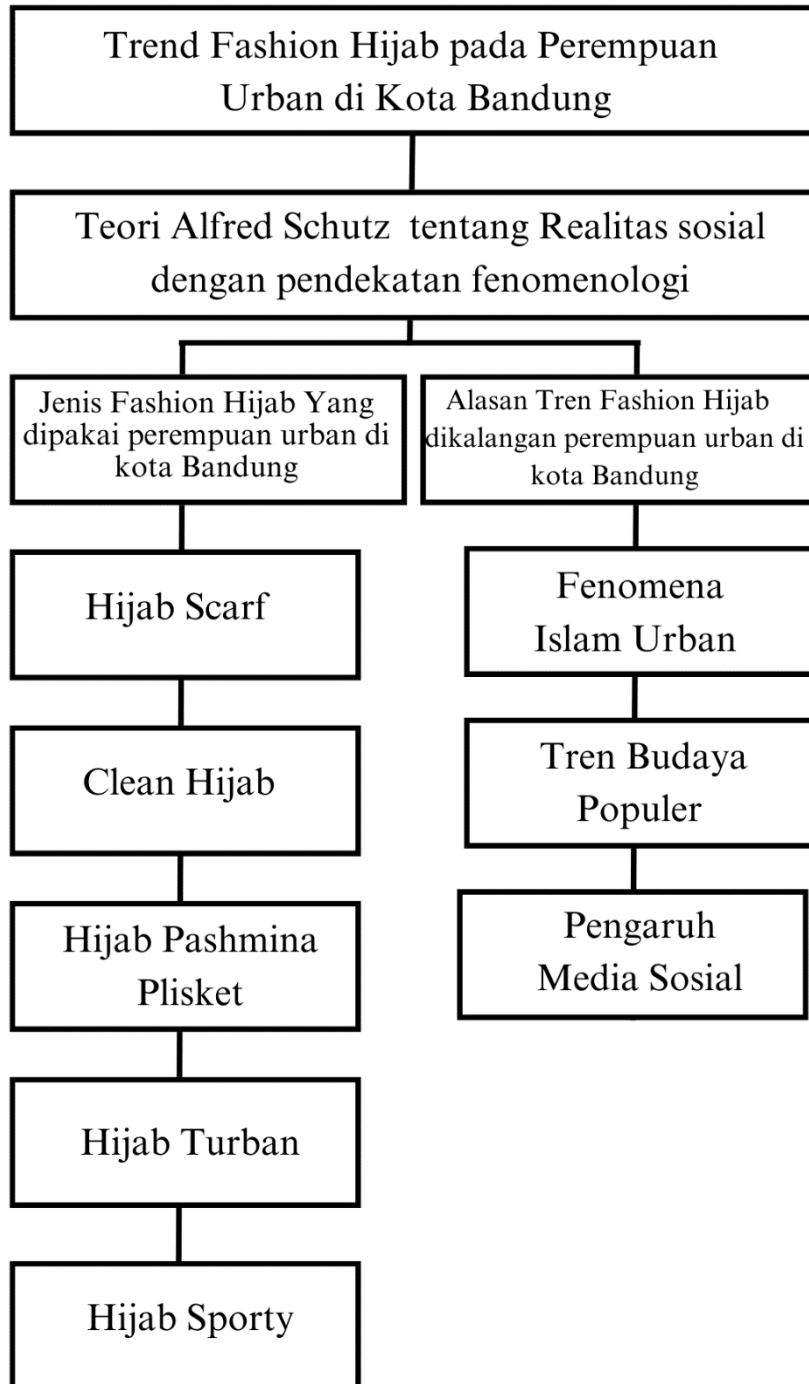 Trend Fashion Hijab pada Perempuan
Urban di Kota Bandung
Teori Alfred Schutz tentang Realitas sosial
dengan pendekatan fenomenologi
Jenis Fashion Hijab Yang
dipakai perempuan urban di
kota Bandung
Alasan Tren Fashion Hijab
dikalangan perempuan urban di
kota Bandung
Hijab Scarf
Clean Hijab
Hijab Pashmina
Plisket
Hijab Turban
Hijab Sporty
Fenomena
Islam Urban
Tren Budaya
Populer
Pengaruh
Media Sosial